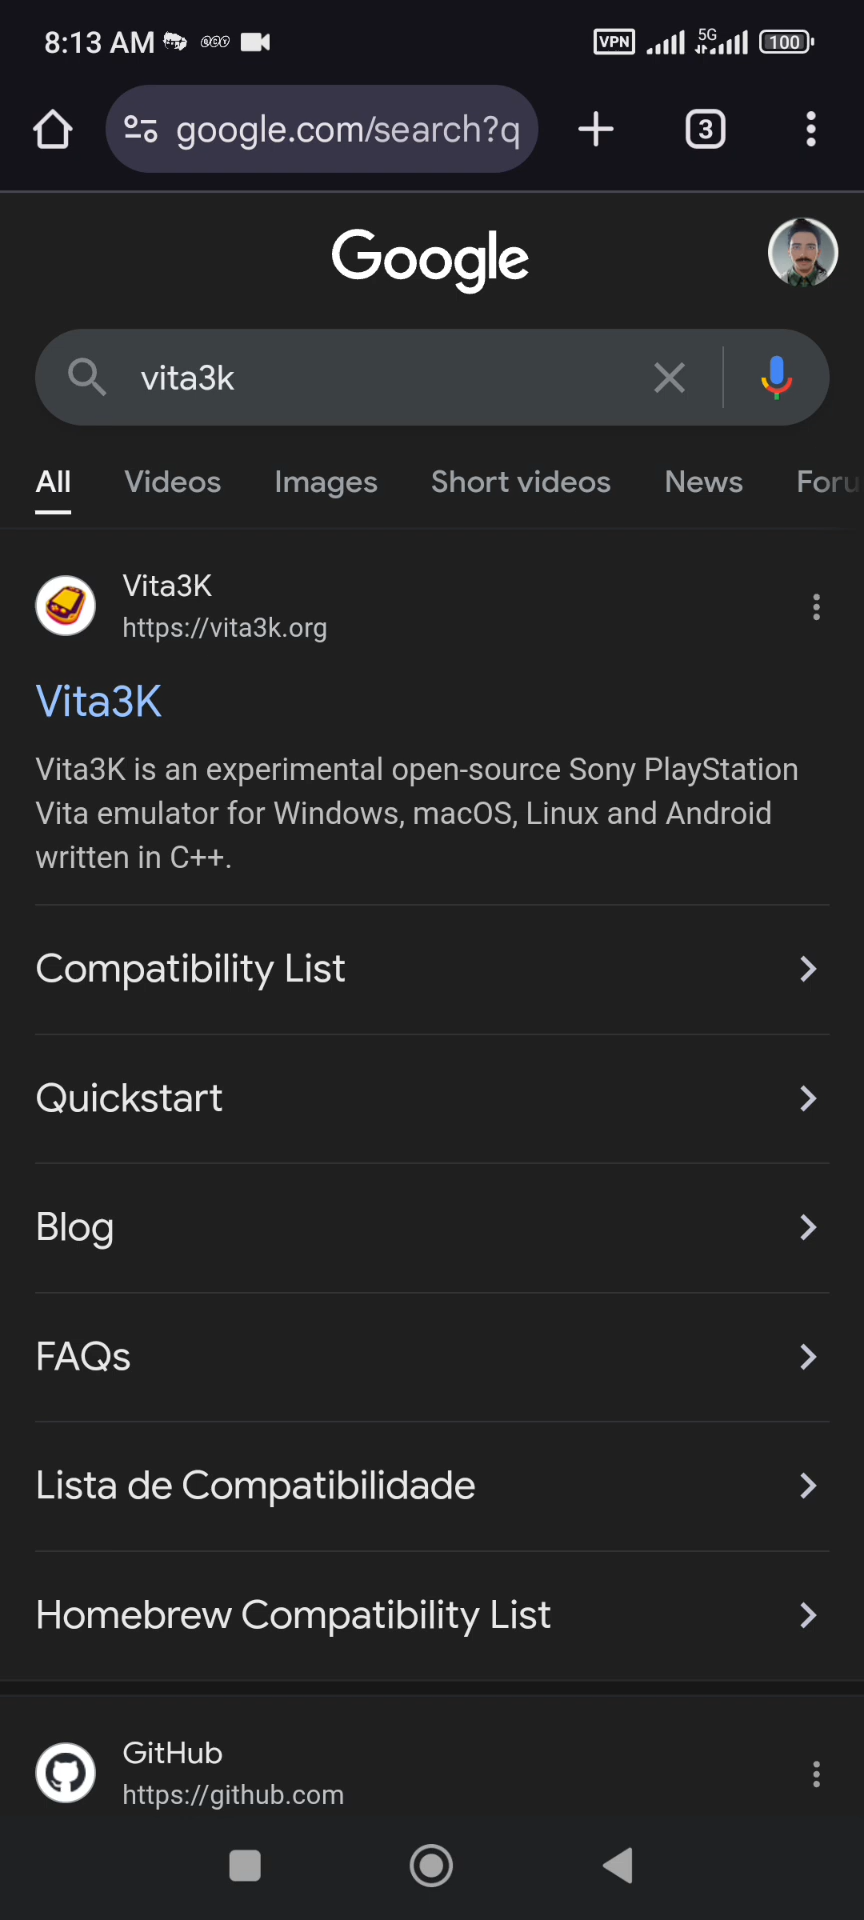 8:13 AM
VPN 5G 100
google.com/search?q
3
Google
vita3k
All Videos Images Short videos News Foru
Vita3K
https://vita3k.org
Vita3K
Vita3K is an experimental open-source Sony PlayStation
Vita emulator for Windows, macOS, Linux and Android
written in C++.
Compatibility List
Quickstart
Blog
FAQs
Lista de Compatibilidade
Homebrew Compatibility List
GitHub
https://github.com